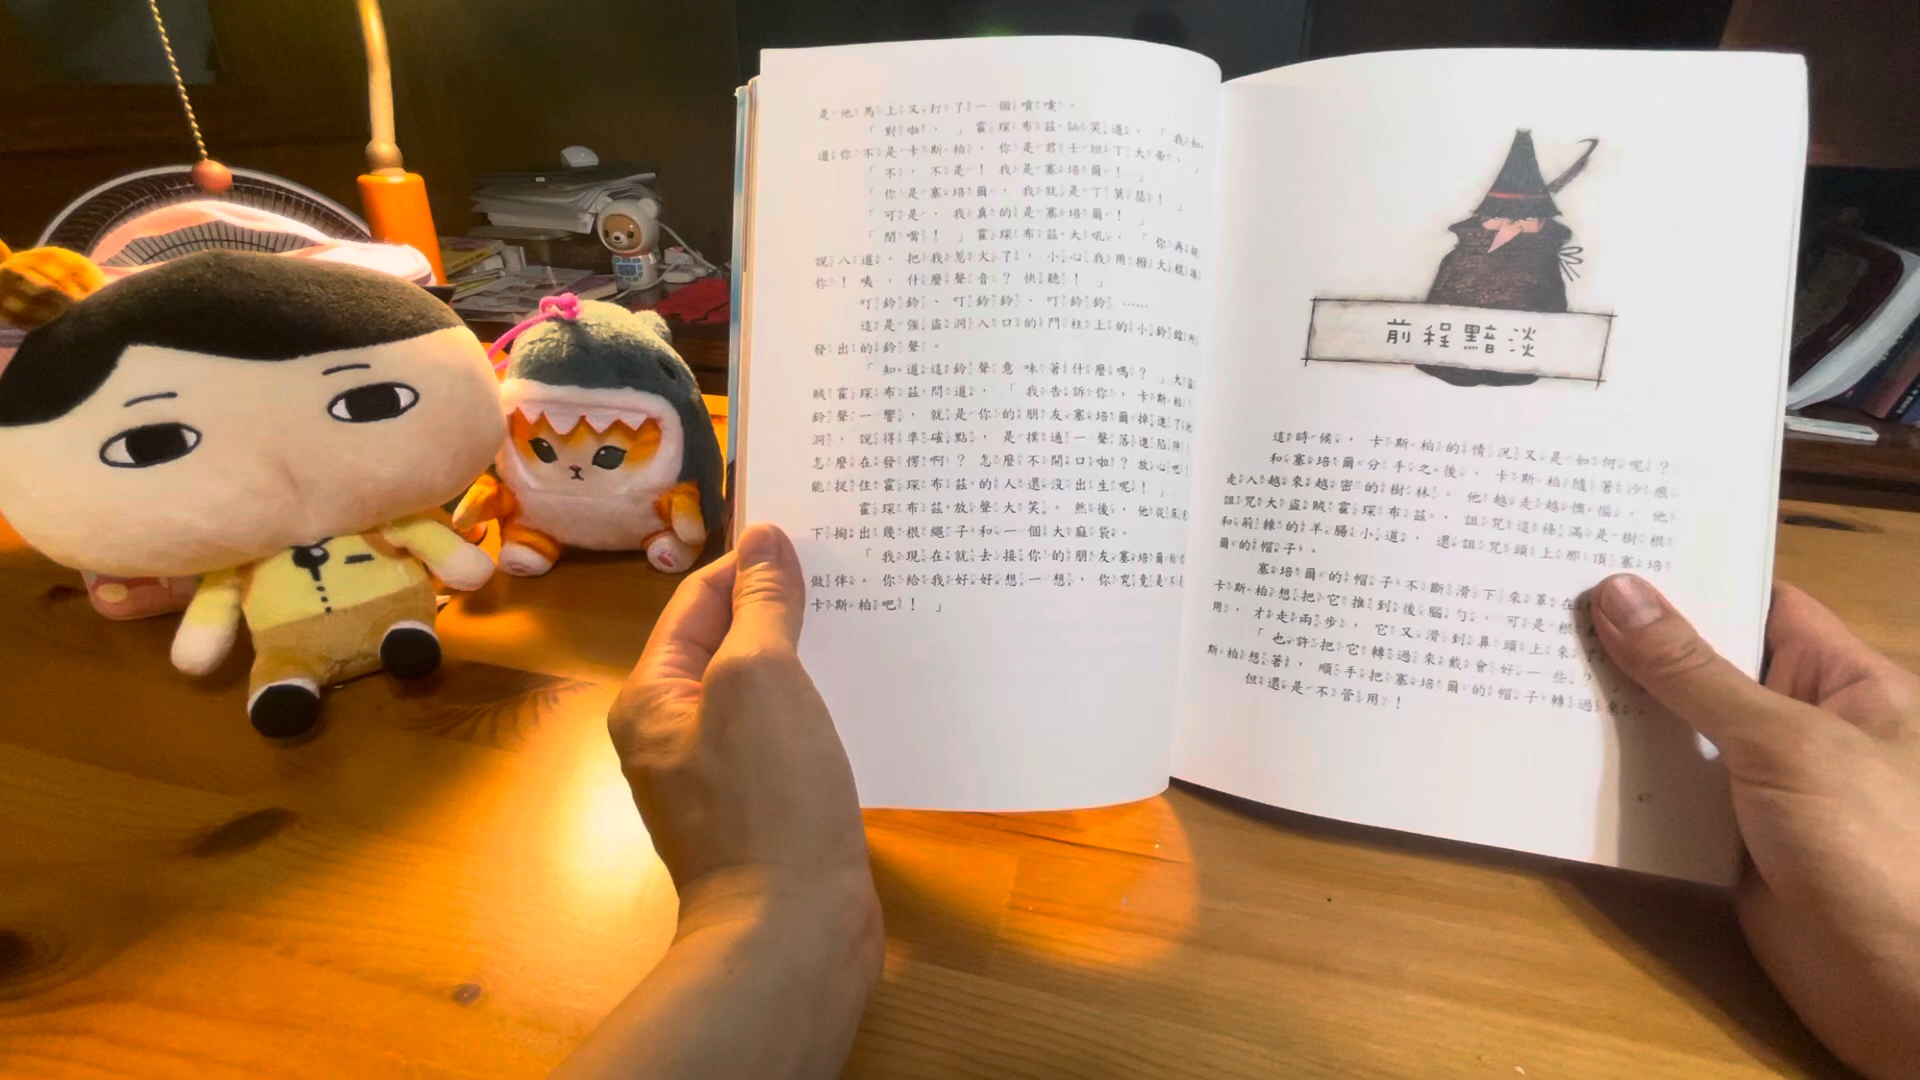 是他馬上又打了一個噴嚏。
「對啦，」霍琛布茲訕笑道，「我知
道你不是卡斯柏，你是君士坦丁大帝、」
「不，不是！我是塞培爾！」
「你是塞培爾，我就是丁莫瑟！」
「可是，我真的是塞培爾！」
「閉嘴！」霍琛布茲大吼，「你再胡
說八道，把我惹火了，小心我用撥火棍揍
你！咦，什麼聲音？快聽！」
叮鈴鈴、叮鈴鈴、叮鈴鈴……
這是強盜洞入口的門柱上的小鈴鐺所
發出的鈴聲。
「知道這鈴聲意味著什麼嗎？」大盜
賊霍琛布茲問道，「我告訴你，卡斯柏！
鈴聲一響，就是你的朋友塞培爾掉進了地
洞，說得準確點，是撲通一聲落進陷阱！
怎麼在發愣啊？怎麼不開口啦？放心吧！
能捉住霍琛布茲的人還沒出生呢！」
霍琛布茲放聲大笑。然後，他從床
下掏出幾根繩子和一個大麻袋。
「我現在就去接你的朋友塞培爾
做伴。你給我好好想一想，你究竟是不是
卡斯柏吧！」
前程黯淡
這時候，卡斯柏的情況又是如何呢？
和塞培爾分手之後，卡斯柏隨著沙痕
走入越來越密的樹林。他越走越懊惱。他
詛咒大盜賊霍琛布茲，詛咒這條滿是樹根
和荊棘的羊腸小道，還詛咒頭上那頂塞培
爾的帽子。
塞培爾的帽子不斷滑下來罩在
卡斯柏想把它推到後腦勺，可是根
用，才走兩步，它又滑到鼻頭上來了
「也許把它轉過來戴會好一些？」
斯柏想著，順手把塞培爾的帽子轉過來。
但還是不管用！